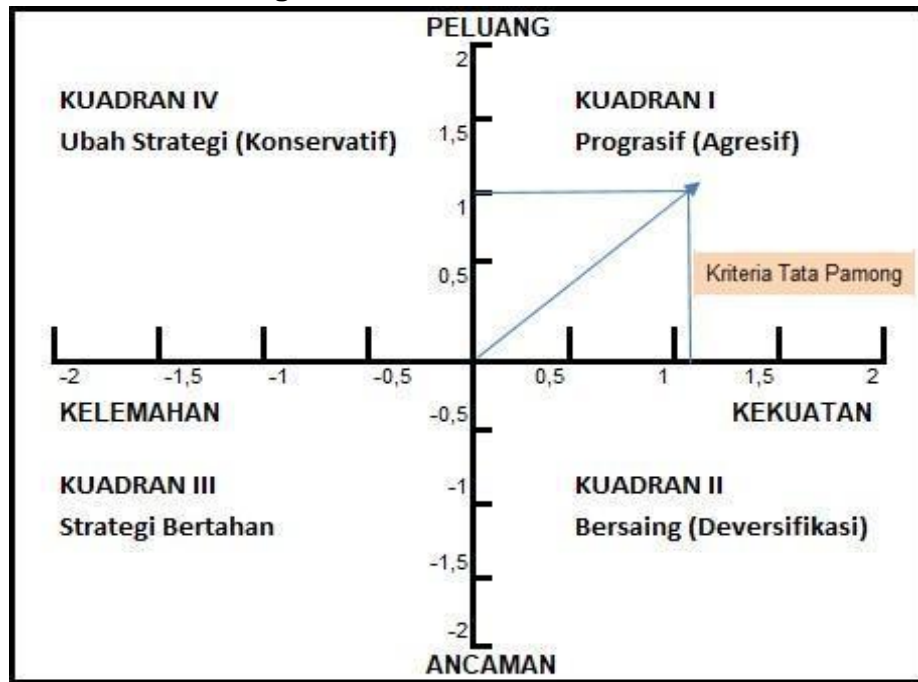 PELUANG
2
KUADRAN IV
Ubah Strategi (Konservatif)
KUADRAN I
Prograsif (Agresif)
1,5
1
0,5
Kriteria Tata Pamong
-2 -1,5 -1 -0,5 0,5 1 1,5 2
KELEMAHAN
-0,5
KEKUATAN
KUADRAN III
Strategi Bertahan
-1
KUADRAN II
Bersaing (Deversifikasi)
-1,5
-2
ANCAMAN